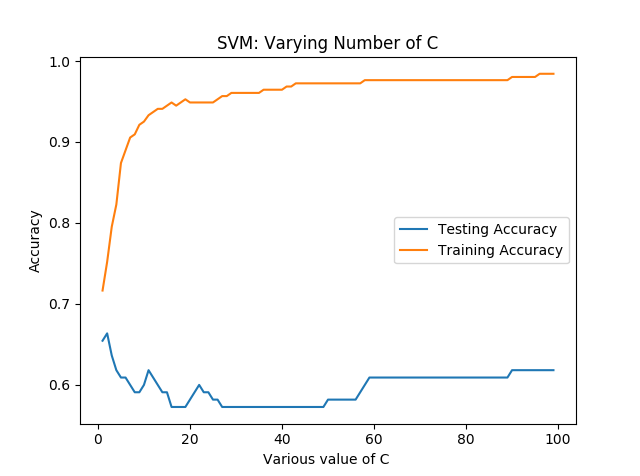 SVM: Varying Number of C
1.0
0.9
0.8
0.7
0.6
Accuracy
Testing Accuracy
Training Accuracy
0 20 40 60 80 100
Various value of C